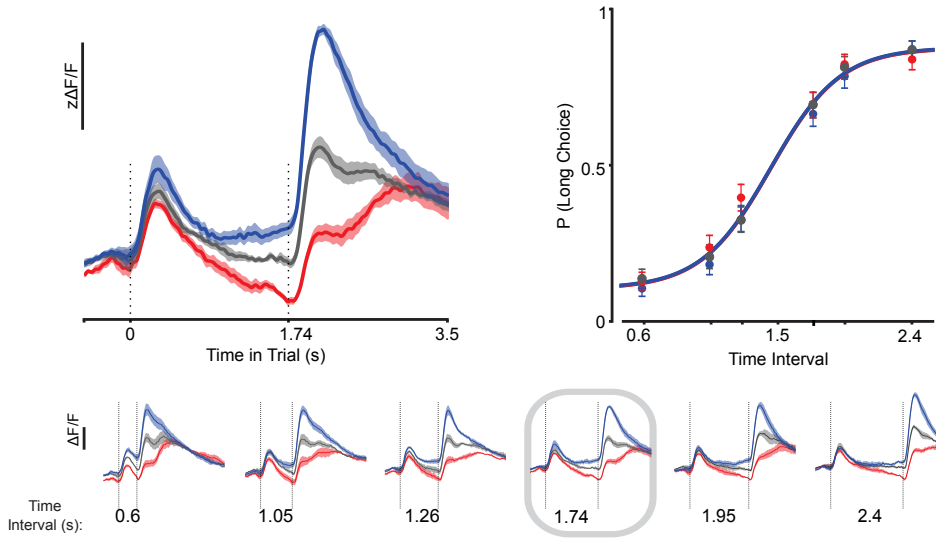 zΔF/F
0
1.74
3.5
Time in Trial (s)
1
0.5
0
P (Long Choice)
0.6
1.5
2.4
Time Interval
ΔF/F
Time
Interval (s):
0.6
1.05
1.26
1.74
1.95
2.4